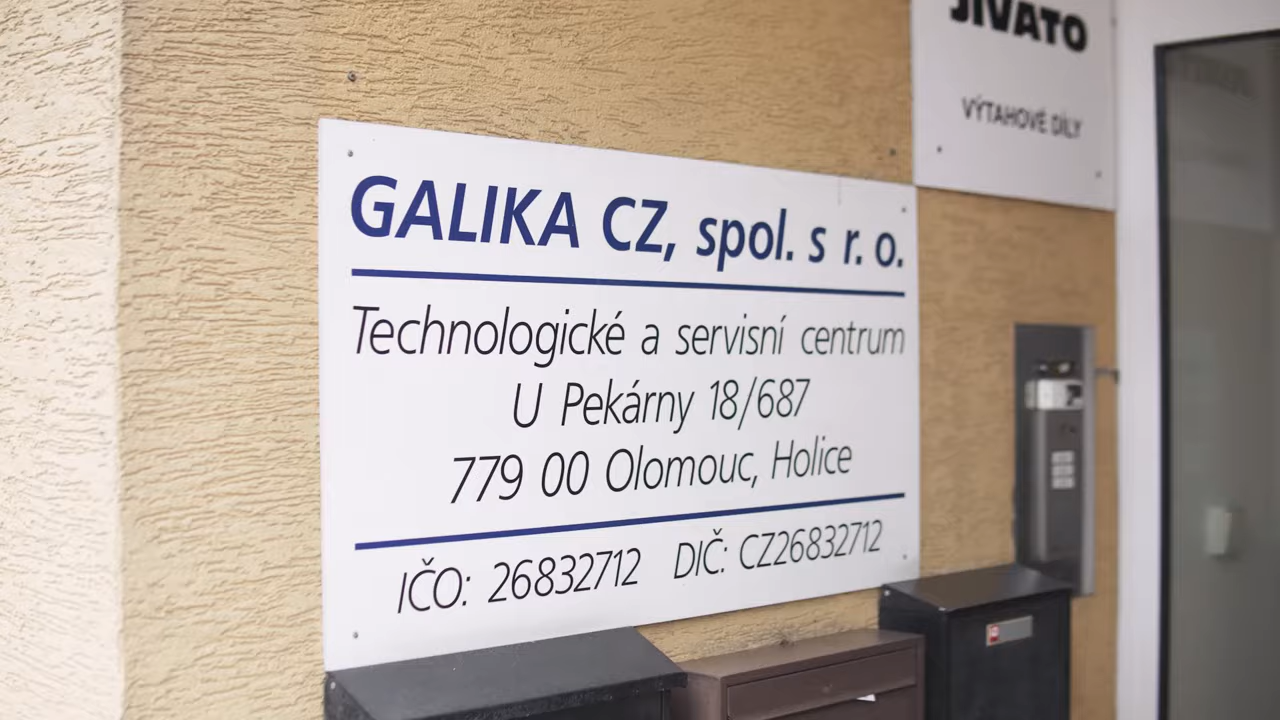 JIVATO
VÝTAHOVÉ DÍLY
GALIKA CZ, spol. s r. o.
Technologické a servisní centrum
U Pekárny 18/687
779 00 Olomouc, Holice
IČO: 26832712 DIČ: CZ26832712